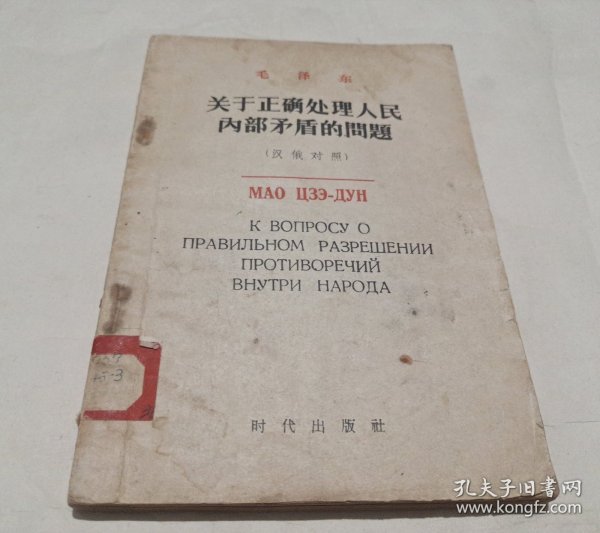 毛泽东
关于正确处理人民
内部矛盾的問題
(汉俄对照)
МАО ЦЗЭ-ДУН
К ВОПРОСУ О
ПРАВИЛЬНОМ РАЗРЕШЕНИИ
ПРОТИВОРЕЧИЙ
ВНУТРИ НАРОДА
时代出版社
孔夫子旧書网
www.kongfz.com